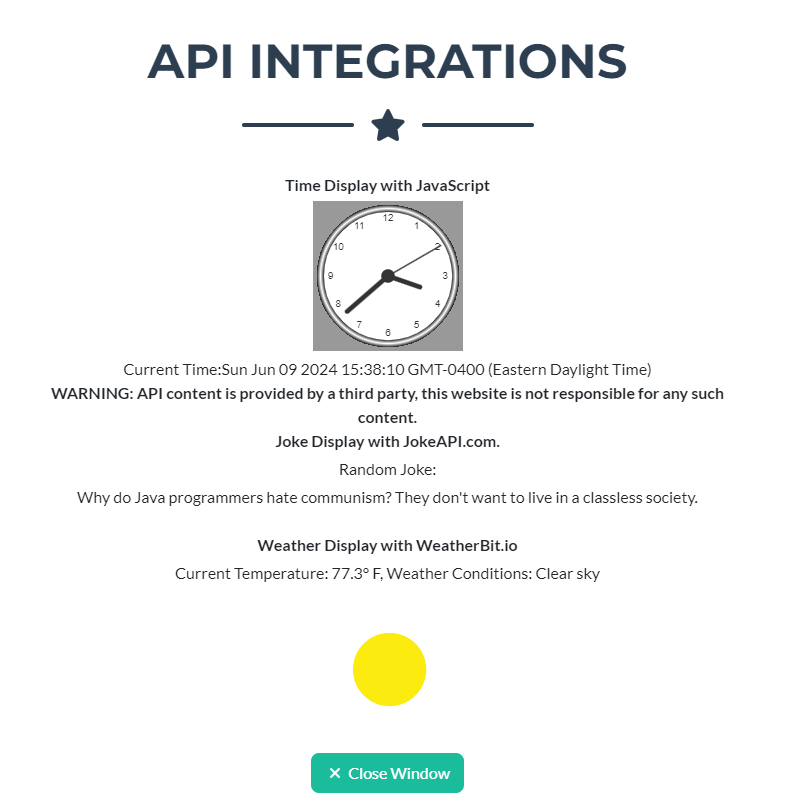 API INTEGRATIONS
Time Display with JavaScript
12
11 1
10 2
9 3
8 4
7 5
6
Current Time:Sun Jun 09 2024 15:38:10 GMT-0400 (Eastern Daylight Time)
WARNING: API content is provided by a third party, this website is not responsible for any such
content.
Joke Display with JokeAPI.com.
Random Joke:
Why do Java programmers hate communism? They don't want to live in a classless society.
Weather Display with WeatherBit.io
Current Temperature: 77.3° F, Weather Conditions: Clear sky
Close Window